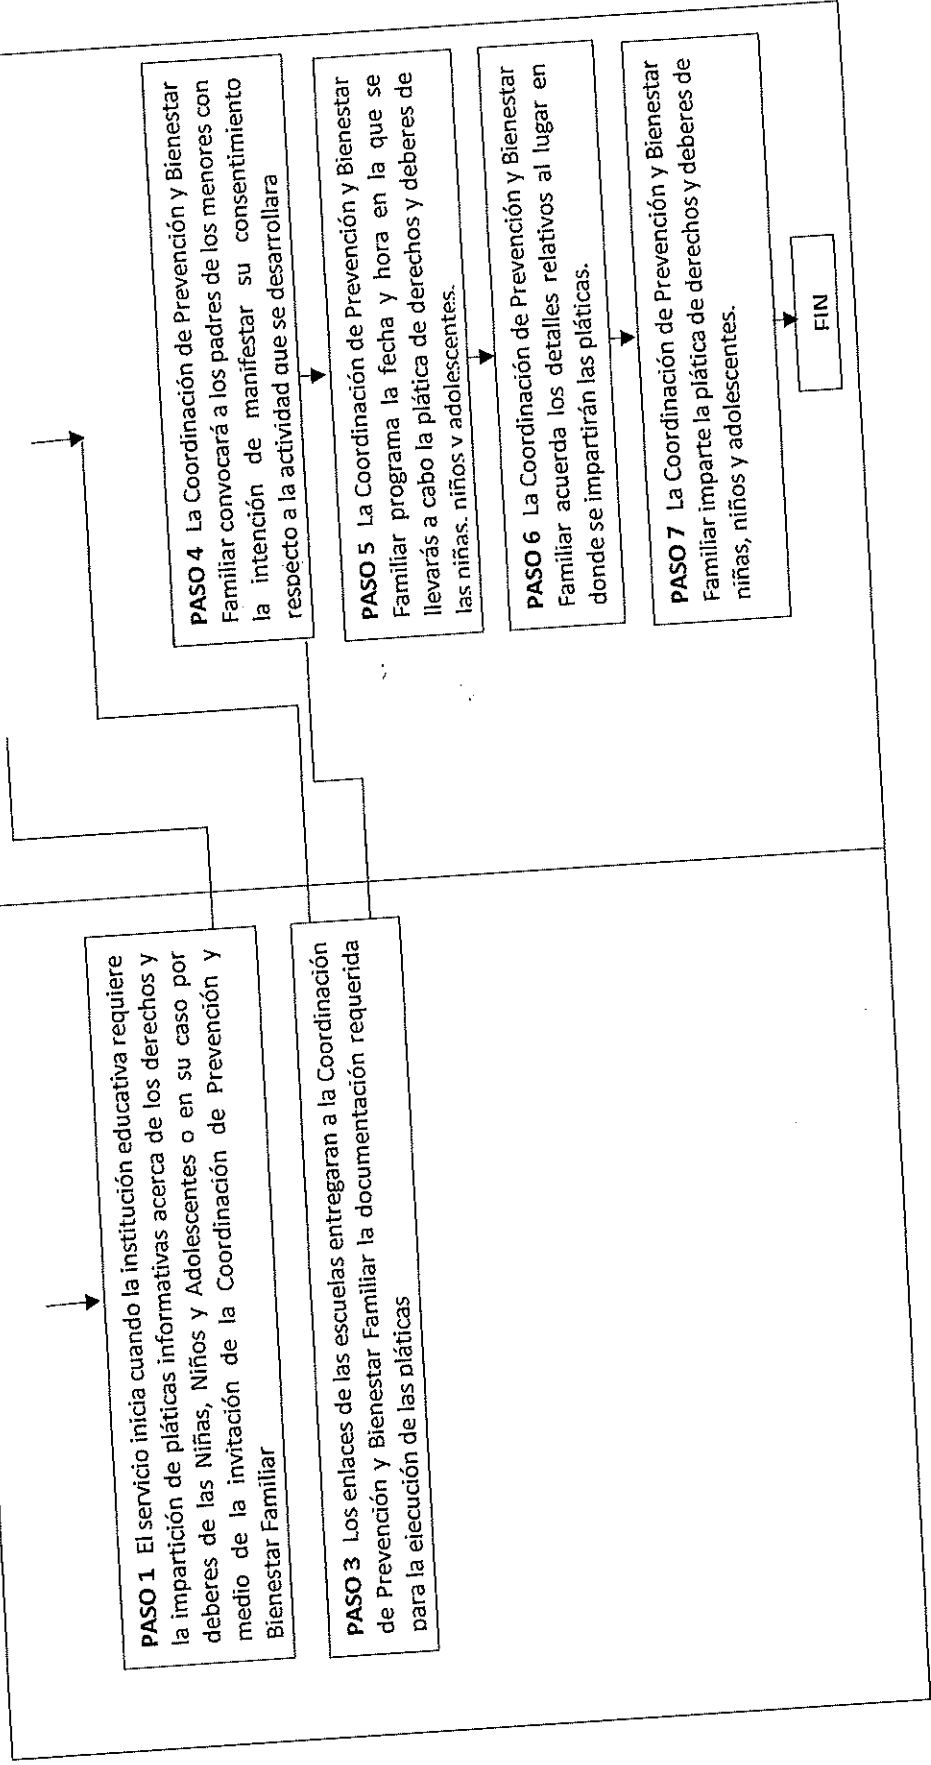 PASO 1 El servicio inicia cuando la institución educativa requiere
la impartición de pláticas informativas acerca de los derechos y
deberes de las Niñas, Niños y Adolescentes o en su caso por
medio de la invitación de la Coordinación de Prevención y
Bienestar Familiar
PASO 3 Los enlaces de las escuelas entregaran a la Coordinación
de Prevención y Bienestar Familiar la documentación requerida
para la ejecución de las pláticas
PASO 4 La Coordinación de Prevención y Bienestar
Familiar convocará a los padres de los menores con
la intención de manifestar su consentimiento
respecto a la actividad que se desarrollara
PASO 5 La Coordinación de Prevención y Bienestar
Familiar programa la fecha y hora en la que se
llevarás a cabo la plática de derechos y deberes de
las niñas, niños y adolescentes.
PASO 6 La Coordinación de Prevención y Bienestar
Familiar acuerda los detalles relativos al lugar en
donde se impartirán las pláticas.
PASO 7 La Coordinación de Prevención y Bienestar
Familiar imparte la plática de derechos y deberes de
niñas, niños y adolescentes.
FIN